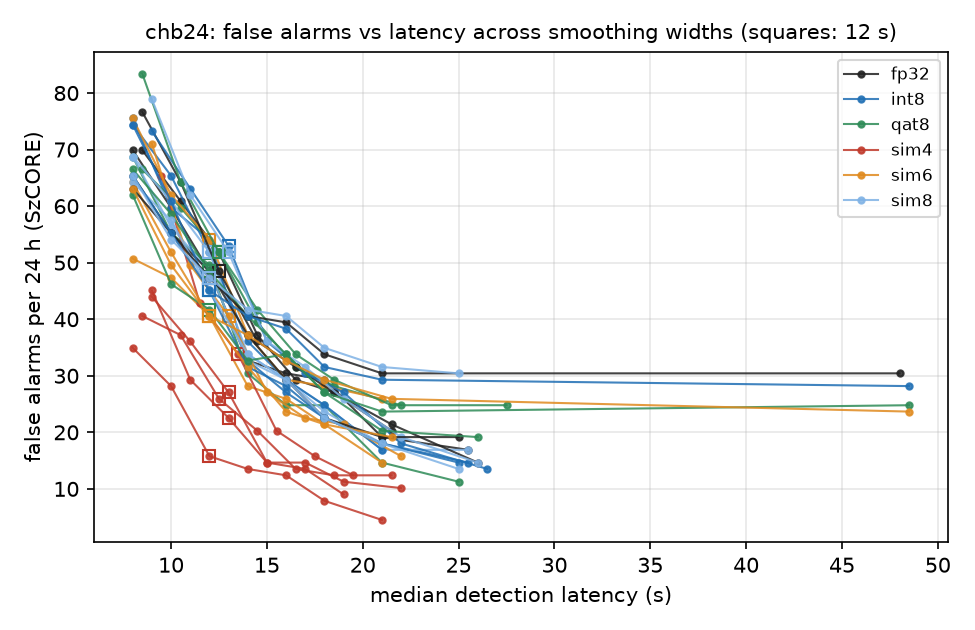 chb24: false alarms vs latency across smoothing widths (squares: 12 s)
false alarms per 24 h (SzCORE)
80
70
60
50
40
30
20
10
fp32
int8
qat8
sim4
sim6
sim8
10 15 20 25 30 35 40 45 50
median detection latency (s)